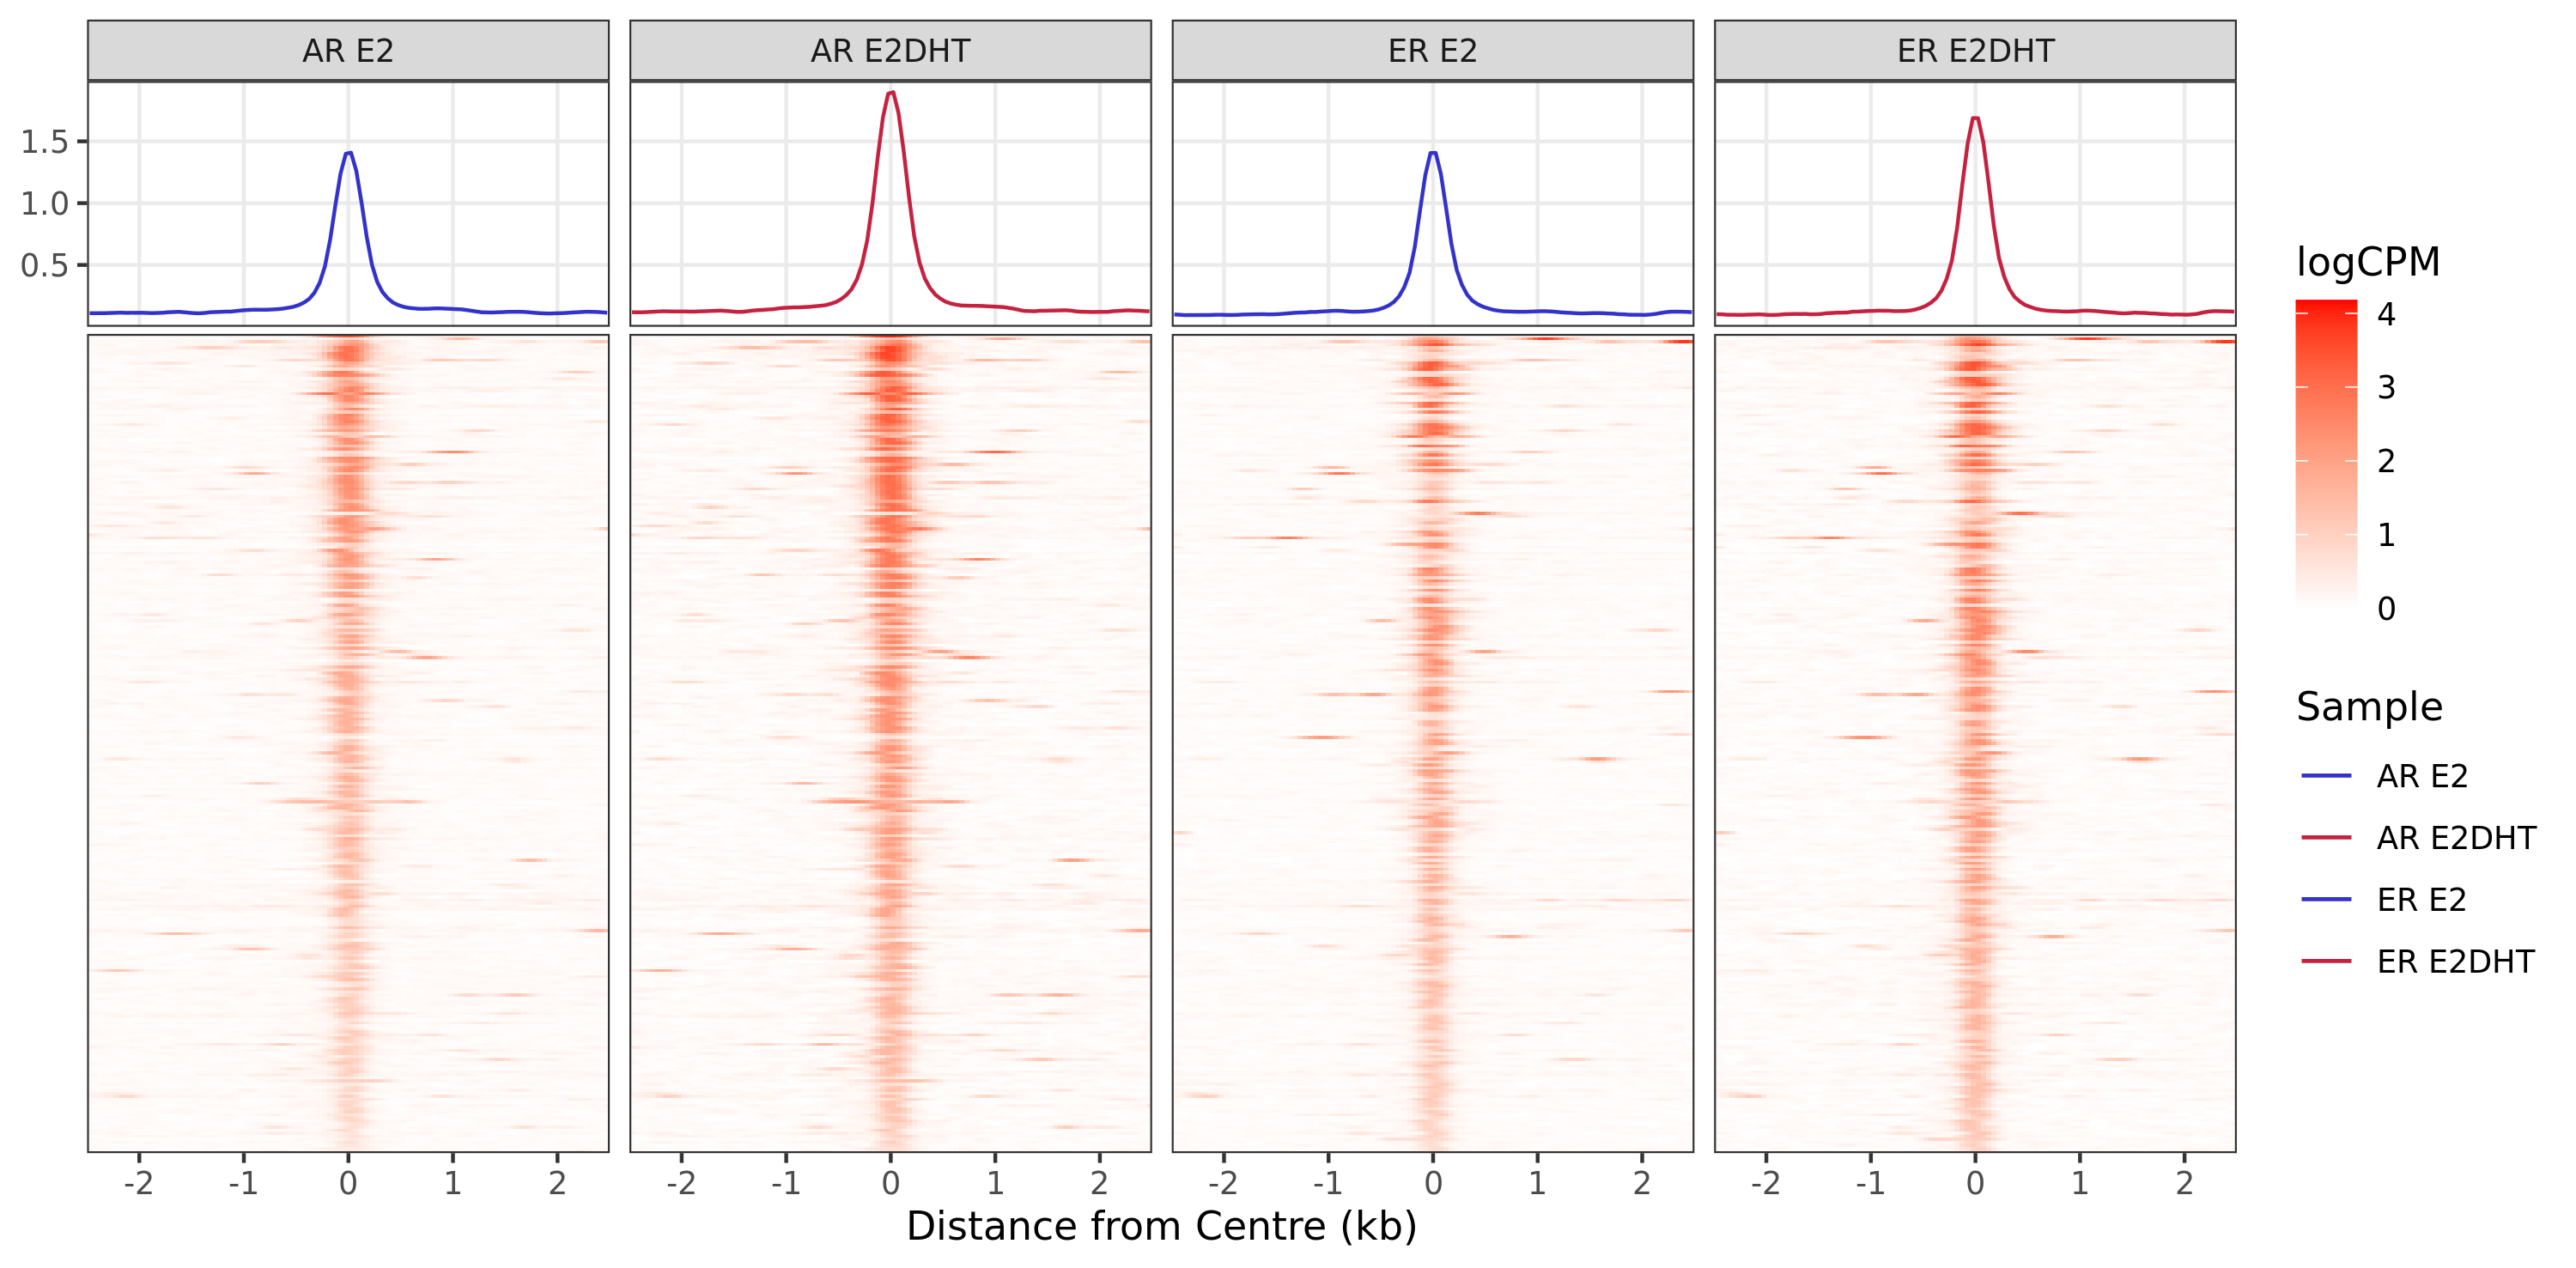 AR E2
AR E2DHT
ER E2
ER E2DHT
1.5
1.0
0.5
logCPM
4
3
2
1
0
Sample
AR E2
AR E2DHT
ER E2
ER E2DHT
-2 -1 0 1 2
-2 -1 0 1 2
-2 -1 0 1 2
-2 -1 0 1 2
Distance from Centre (kb)